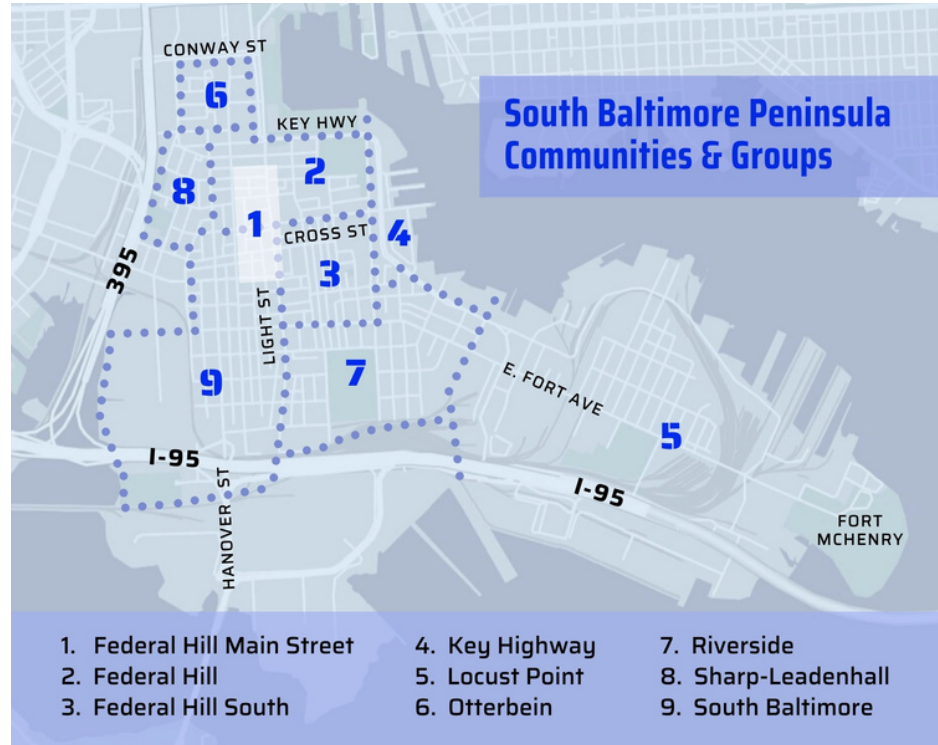 CONWAY ST
6
KEY HWY
South Baltimore Peninsula
Communities & Groups
2
8
1
CROSS ST
4
3
395
LIGHT ST
7
9
E. FORT AVE
5
I-95
I-95
HANOVER ST
FORT
MCHENRY
1. Federal Hill Main Street
2. Federal Hill
3. Federal Hill South
4. Key Highway
5. Locust Point
6. Otterbein
7. Riverside
8. Sharp-Leadenhall
9. South Baltimore